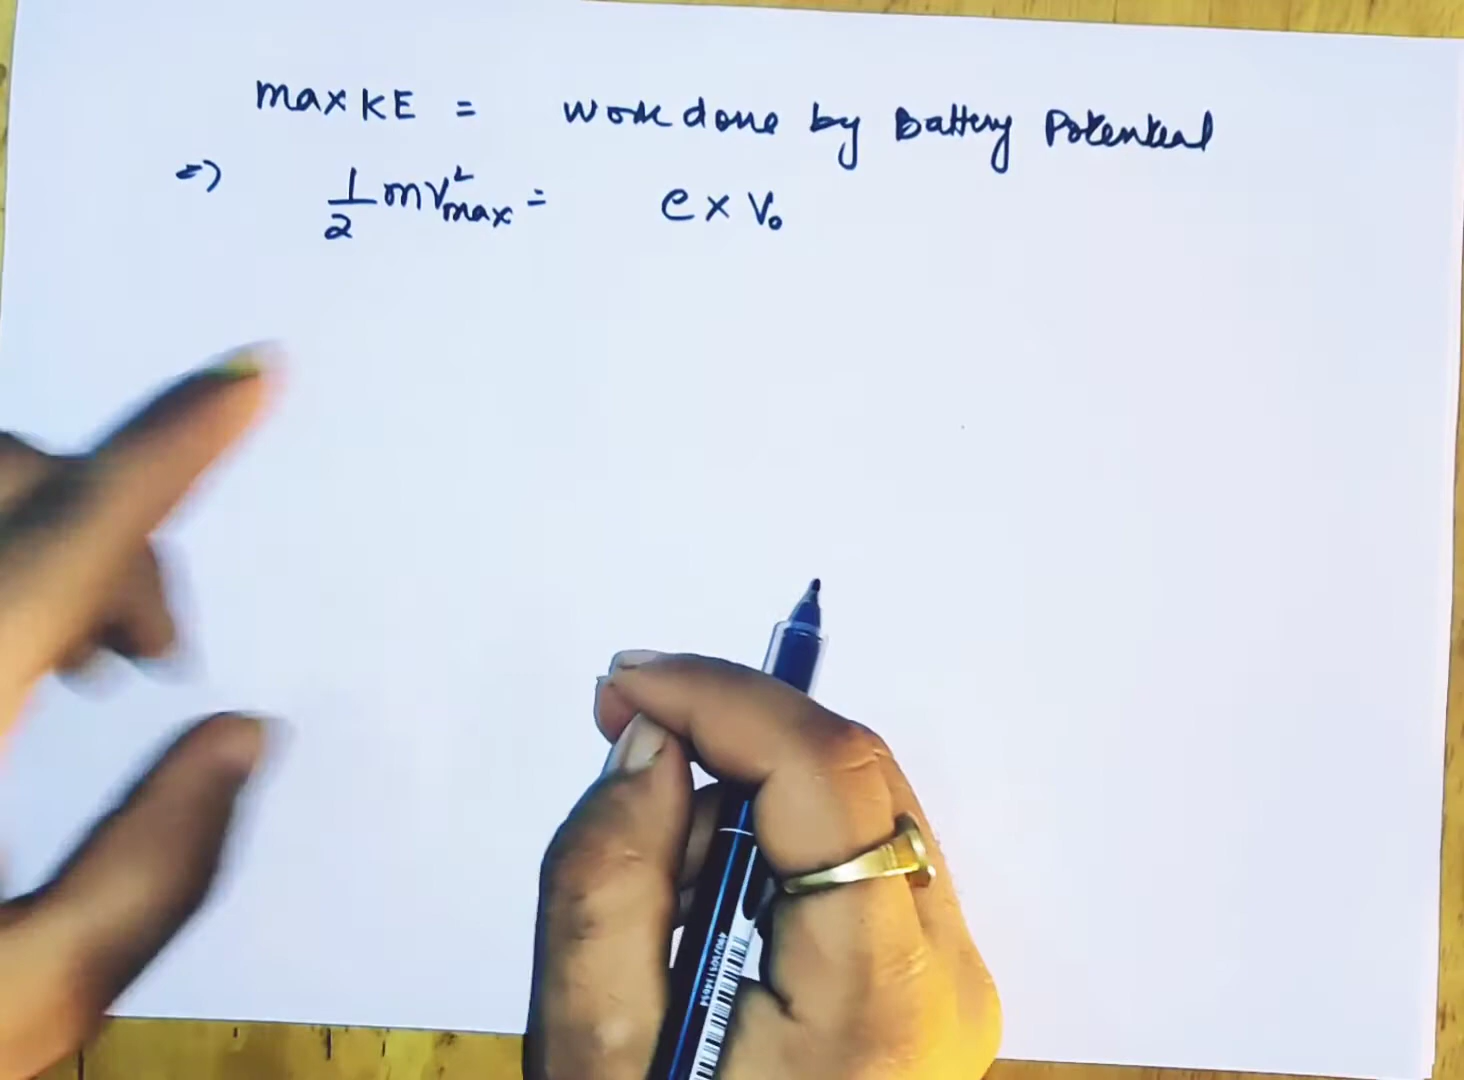 max KE = work done by Battery Potential
=> 1/2 mv²max = e x V₀